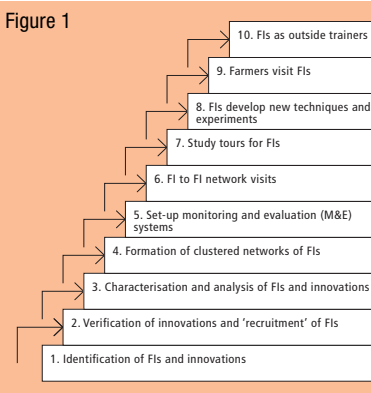 Figure 1
10. FIs as outside trainers
9. Farmers visit FIs
8. FIs develop new techniques and
experiments
7. Study tours for FIs
6. FI to FI network visits
5. Set-up monitoring and evaluation (M&E)
systems
4. Formation of clustered networks of FIs
3. Characterisation and analysis of FIs and innovations
2. Verification of innovations and 'recruitment' of FIs
1. Identification of FIs and innovations